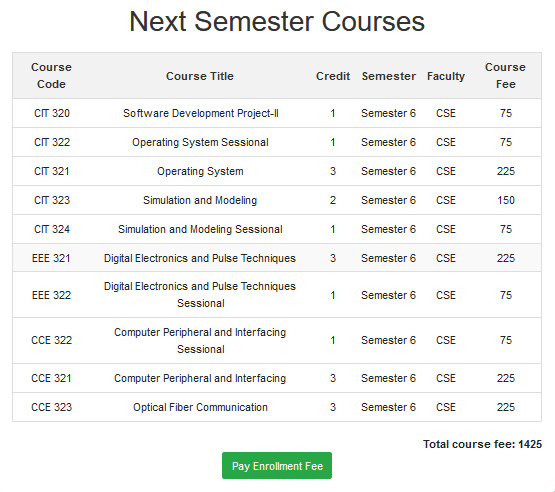 Next Semester Courses
Course Code Course Title Credit Semester Faculty Course Fee
CIT 320 Software Development Project-II 1 Semester 6 CSE 75
CIT 322 Operating System Sessional 1 Semester 6 CSE 75
CIT 321 Operating System 3 Semester 6 CSE 225
CIT 323 Simulation and Modeling 2 Semester 6 CSE 150
CIT 324 Simulation and Modeling Sessional 1 Semester 6 CSE 75
EEE 321 Digital Electronics and Pulse Techniques 3 Semester 6 CSE 225
EEE 322 Digital Electronics and Pulse Techniques Sessional 1 Semester 6 CSE 75
CCE 322 Computer Peripheral and Interfacing Sessional 1 Semester 6 CSE 75
CCE 321 Computer Peripheral and Interfacing 3 Semester 6 CSE 225
CCE 323 Optical Fiber Communication 3 Semester 6 CSE 225
Total course fee: 1425
Pay Enrollment Fee